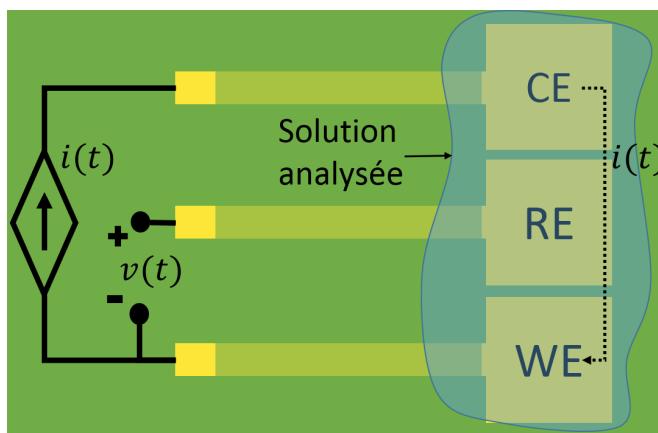 CE
i(t)
i(t)
Solution
analysée
RE
+
v(t)
-
WE